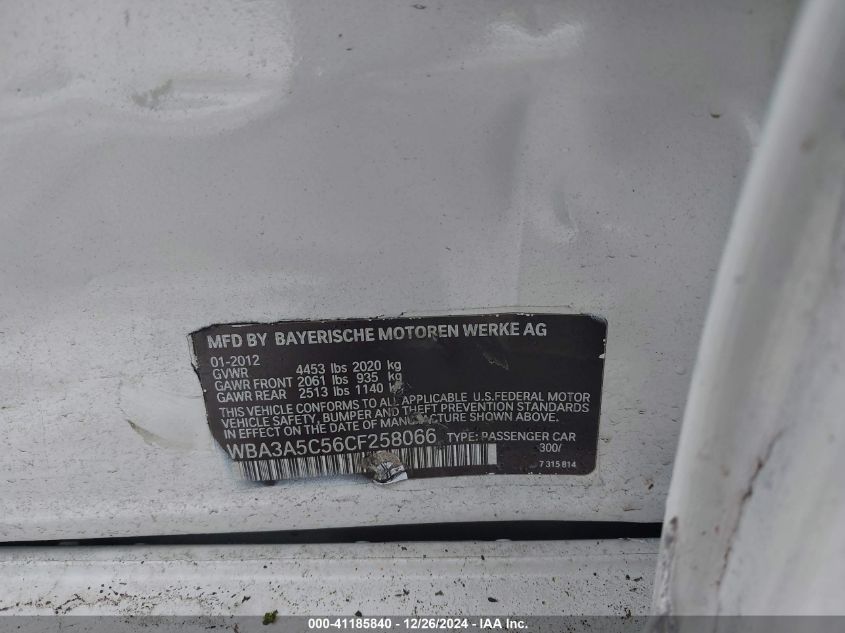 MFD BY BAYERISCHE MOTOREN WERKE AG
01-2012
GVWR 4453 lbs 2020 kg
GAWR FRONT 2061 lbs 935 kg
GAWR REAR 2513 lbs 1140
THIS VEHICLE CONFORMS TO ALL APPLICABLE U.S.FEDERAL MOTOR
VEHICLE SAFETY, BUMPER AND THEFT PREVENTION STANDARDS
IN EFFECT ON THE DATE OF MANUFACTURE SHOWN ABOVE.
WBA3A5C56CF258066 TYPE: PASSENGER CAR
300/
7 315 814
000-41185840 - 12/26/2024 - IAA Inc.